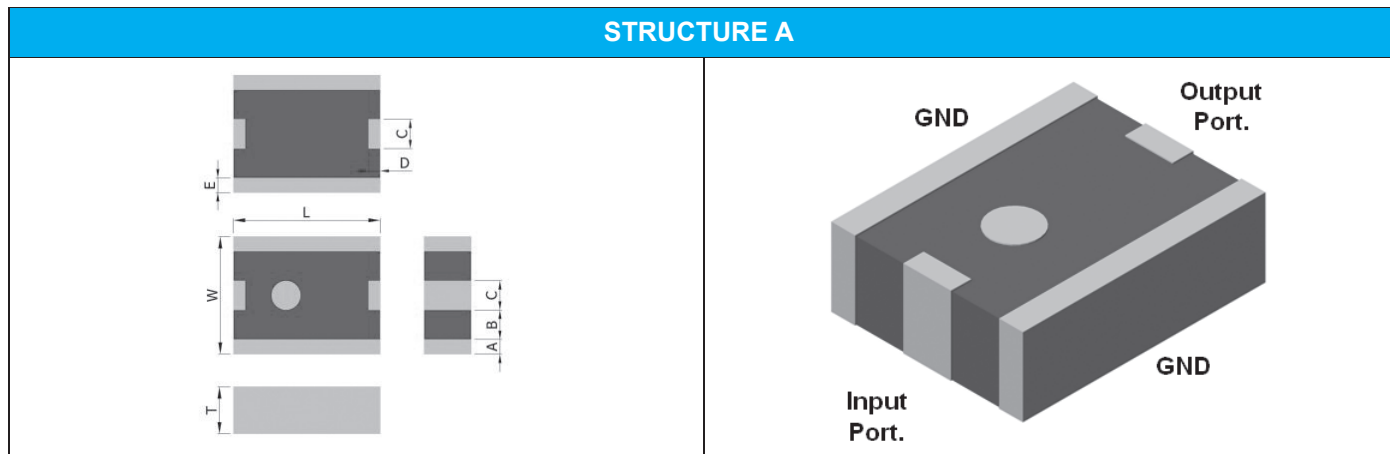 STRUCTURE A
C
D
E
L
W
C
B
A
T
GND
Output
Port.
GND
Input
Port.